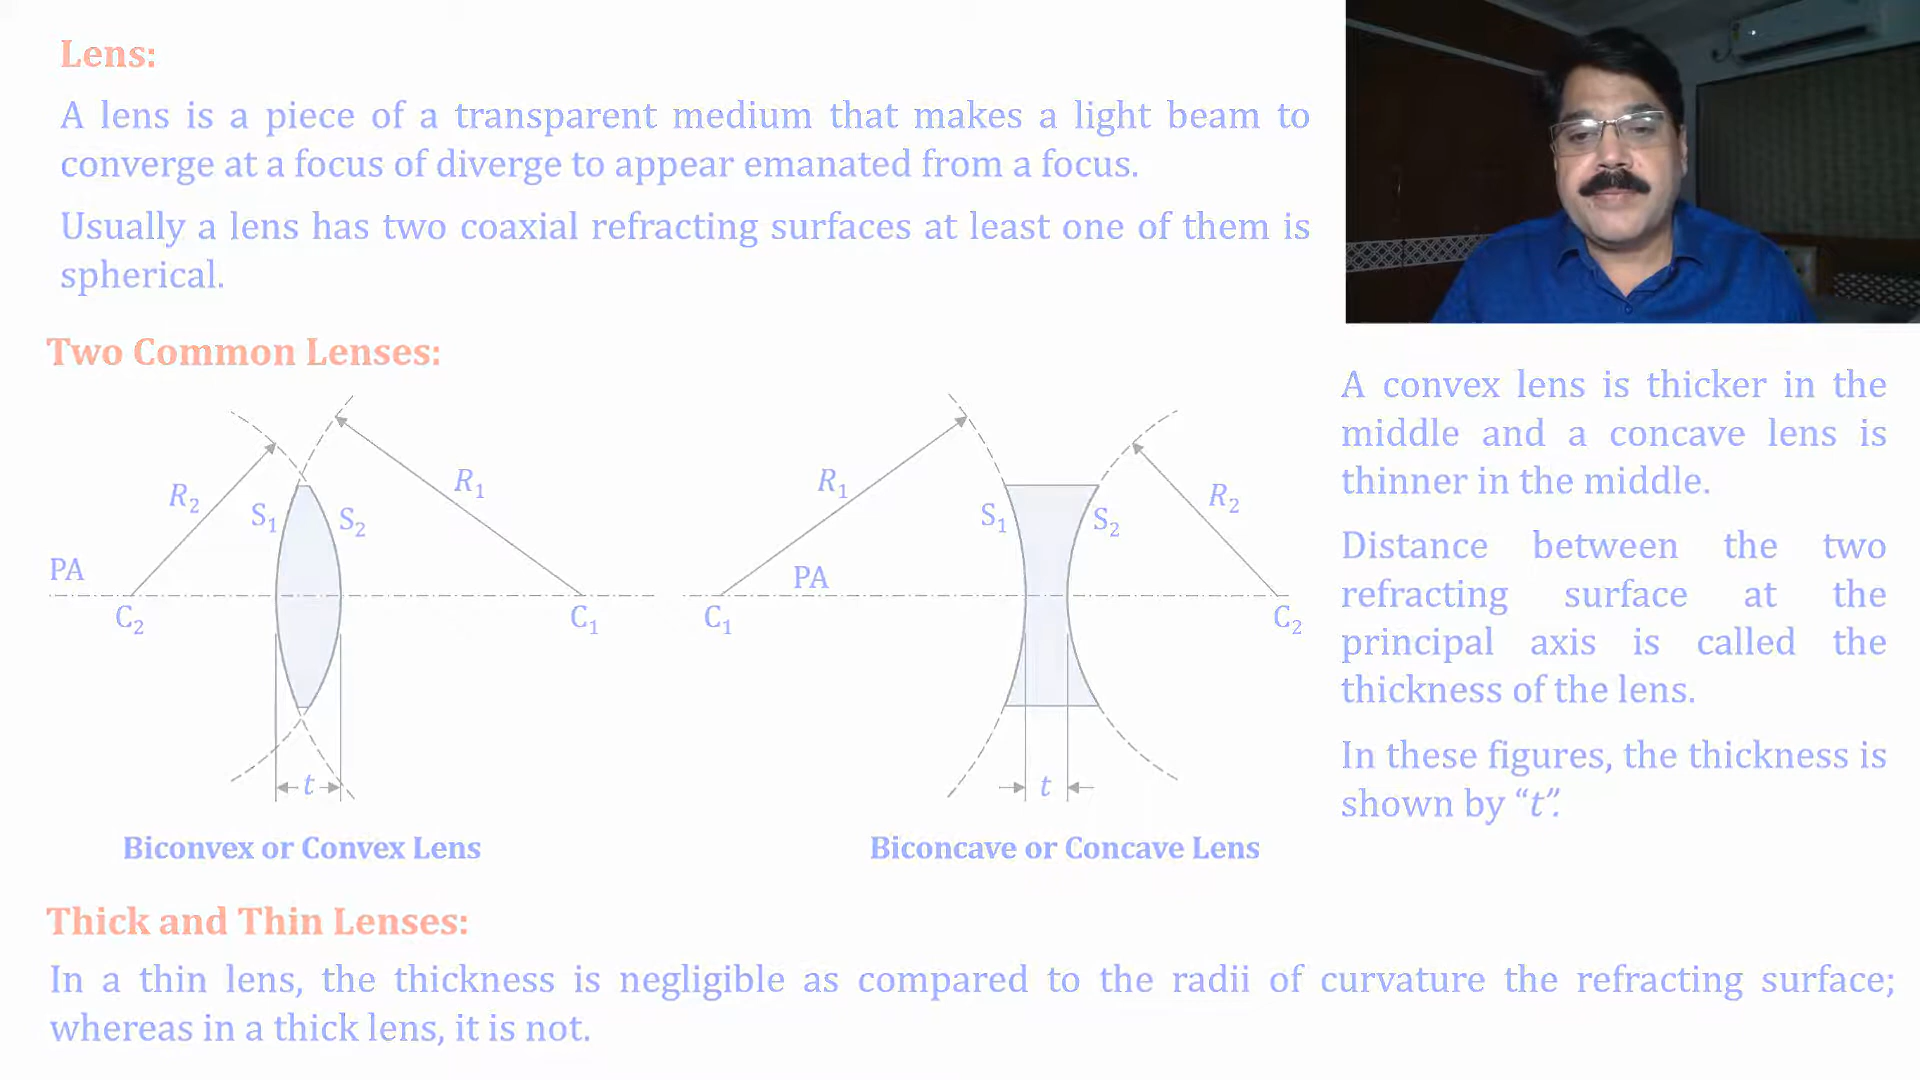 Lens:
A lens is a piece of a transparent medium that makes a light beam to
converge at a focus of diverge to appear emanated from a focus.
Usually a lens has two coaxial refracting surfaces at least one of them is
spherical.
Two Common Lenses:
R₂
S₁
S₂
R₁
PA
C₂
C₁
t
Biconvex or Convex Lens
R₁
S₁
S₂
R₂
PA
C₁
C₂
t
Biconcave or Concave Lens
A convex lens is thicker in the
middle and a concave lens is
thinner in the middle.
Distance between the two
refracting surface at the
principal axis is called the
thickness of the lens.
In these figures, the thickness is
shown by “t”.
Thick and Thin Lenses:
In a thin lens, the thickness is negligible as compared to the radii of curvature the refracting surface;
whereas in a thick lens, it is not.